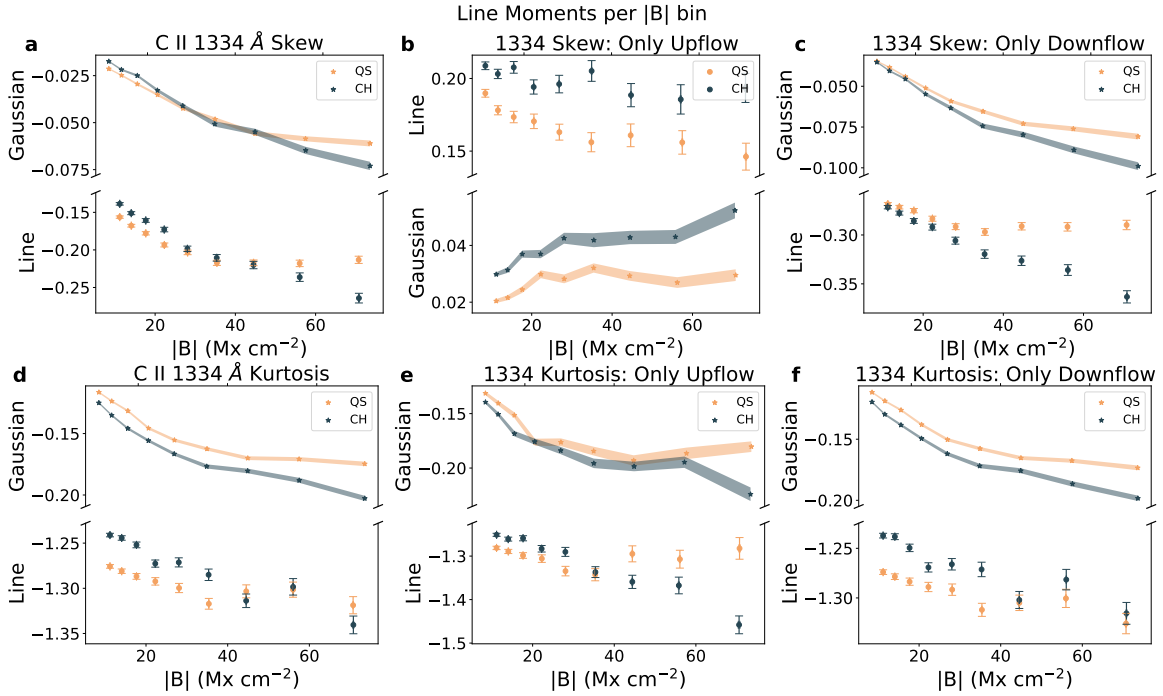 Line Moments per |B| bin
a
C II 1334 Å Skew
b
1334 Skew: Only Upflow
c
1334 Skew: Only Downflow
Gaussian
−0.025
−0.050
−0.075
QS
CH
Line
−0.15
−0.20
−0.25
20
40
60
|B| (Mx cm−2)
Line
0.20
0.15
QS
CH
Gaussian
0.04
0.02
20
40
60
|B| (Mx cm−2)
Gaussian
−0.050
−0.075
−0.100
QS
CH
Line
−0.30
−0.35
20
40
60
|B| (Mx cm−2)
d
C II 1334 Å Kurtosis
e
1334 Kurtosis: Only Upflow
f
1334 Kurtosis: Only Downflow
Gaussian
−0.15
−0.20
QS
CH
Line
−1.25
−1.30
−1.35
20
40
60
|B| (Mx cm−2)
Gaussian
−0.15
−0.20
QS
CH
Line
−1.3
−1.4
−1.5
20
40
60
|B| (Mx cm−2)
Gaussian
−0.15
−0.20
QS
CH
Line
−1.25
−1.30
20
40
60
|B| (Mx cm−2)